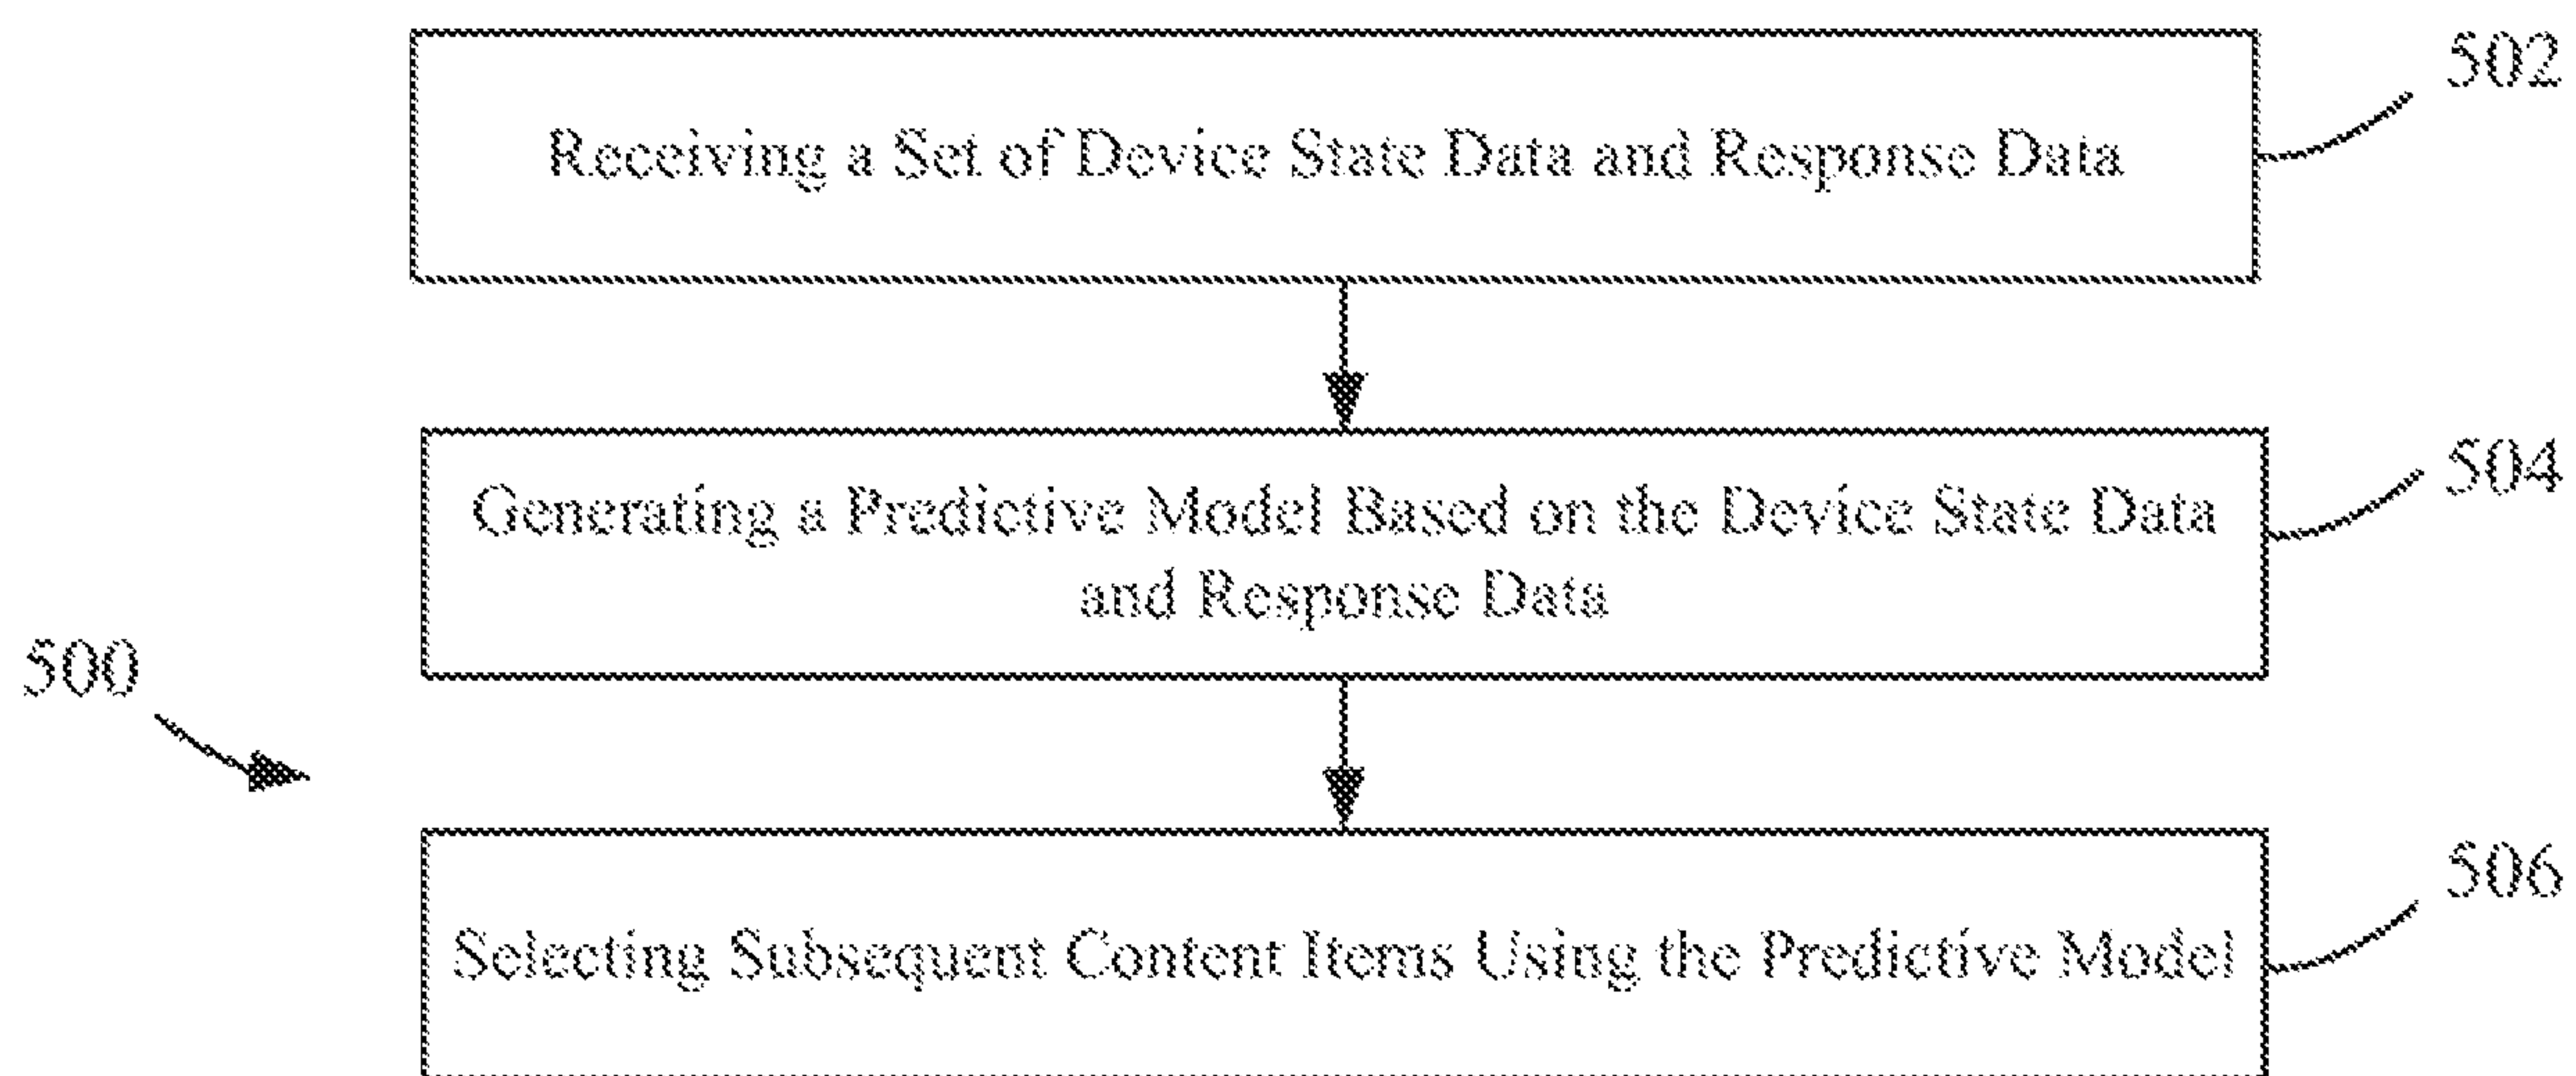 502
Receiving a Set of Device State Data and Response Data
504
Generating a Predictive Model Based on the Device State Data
and Response Data
500
506
Selecting Subsequent Content Items Using the Predictive Model